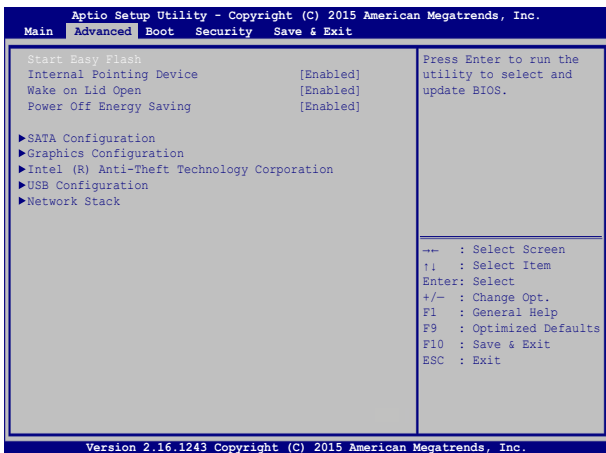 Aptio Setup Utility - Copyright (C) 2015 American Megatrends, Inc.
Main Advanced Boot Security Save & Exit
Start Easy Flash
Internal Pointing Device [Enabled]
Wake on Lid Open [Enabled]
Power Off Energy Saving [Enabled]
▶SATA Configuration
▶Graphics Configuration
▶Intel (R) Anti-Theft Technology Corporation
▶USB Configuration
▶Network Stack
Press Enter to run the
utility to select and
update BIOS.
→← : Select Screen
↑↓ : Select Item
Enter: Select
+/— : Change Opt.
F1 : General Help
F9 : Optimized Defaults
F10 : Save & Exit
ESC : Exit
Version 2.16.1243 Copyright (C) 2015 American Megatrends, Inc.